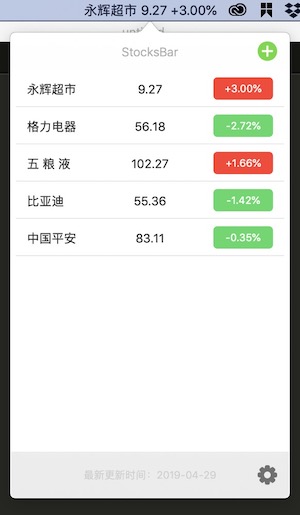 永辉超市 9.27 +3.00%
StocksBar
永辉超市 9.27 +3.00%
格力电器 56.18 -2.72%
五 粮 液 102.27 +1.66%
比亚迪 55.36 -1.42%
中国平安 83.11 -0.35%
最新更新时间：2019-04-29